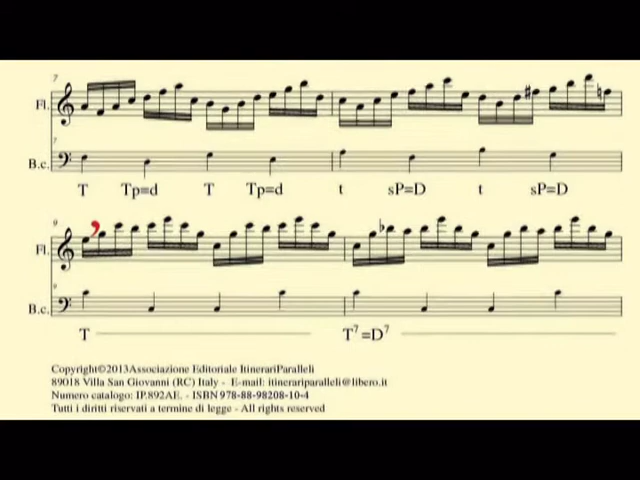 7
Fl.
7
B.c.
T Tp=d T Tp=d t sP=D t sP=D
9
Fl.
9
B.c.
T T7=D7
Copyright©2013Associazione Editoriale ItinerariParalleli
89018 Villa San Giovanni (RC) Italy - E-mail: itinerariparalleli@libero.it
Numero catalogo: IP.892AE. - ISBN 978-88-98208-10-4
Tutti i diritti riservati a termine di legge - All rights reserved